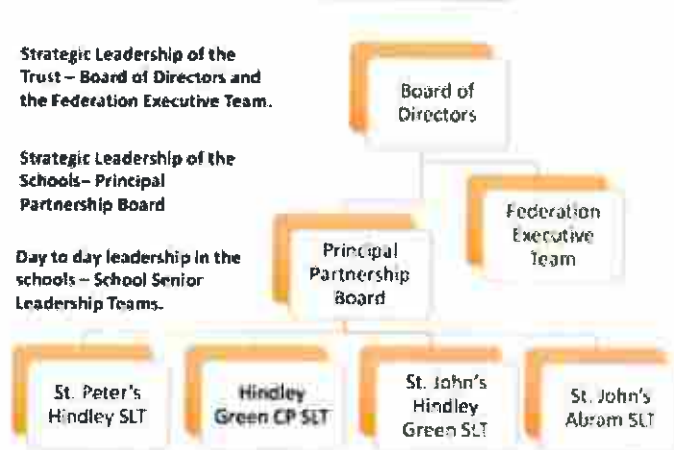 Strategic Leadership of the
Trust – Board of Directors and
the Federation Executive Team.
Strategic Leadership of the
Schools– Principal
Partnership Board
Day to day leadership in the
schools – School Senior
Leadership Teams.
Board of
Directors
Federation
Executive
Team
Principal
Partnership
Board
St. Peter's
Hindley SLT
Hindley
Green CP SLT
St. John's
Hindley
Green SLT
St. John's
Abram SLT